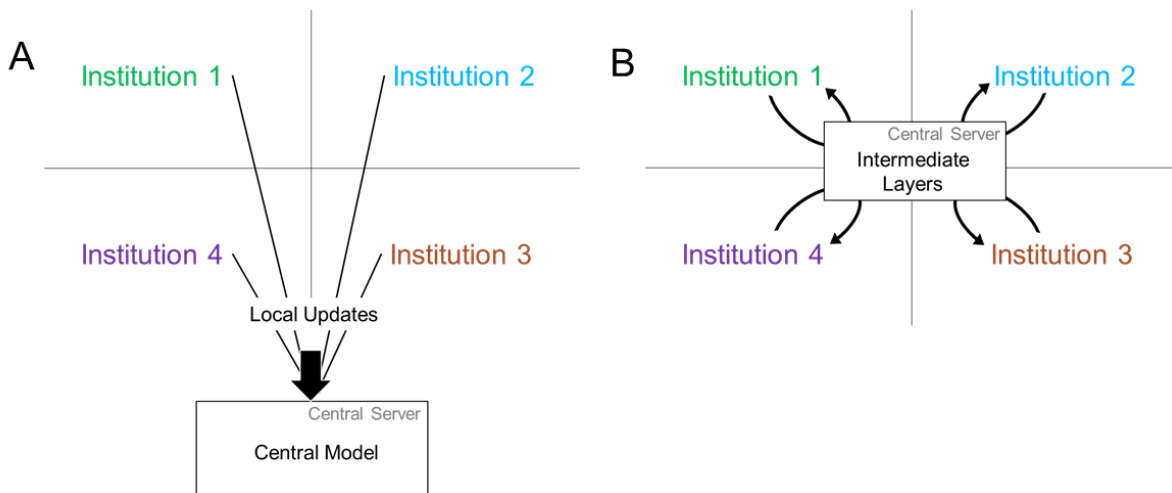 A
Institution 1
Institution 2
Institution 4
Institution 3
Local Updates
Central Server
Central Model
B
Institution 1
Institution 2
Central Server
Intermediate
Layers
Institution 4
Institution 3